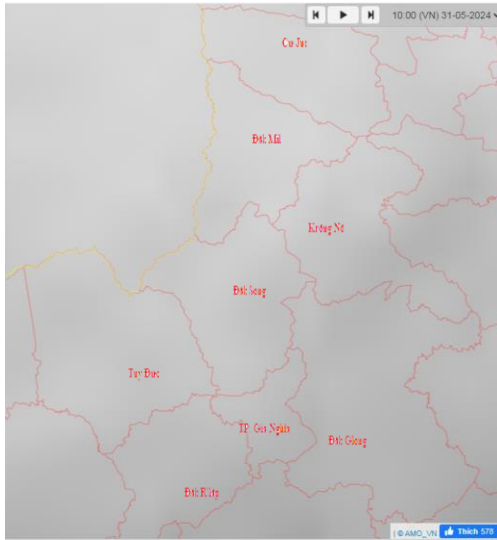 10:00 (VN) 31-05-2024
Cư Jut
Đăk Mil
Krông Nô
Đăk Song
Tuy Đức
TP. Gia Nghĩa
Đăk Glong
Đăk R'lấp
| © AMO_VN
Thích 578